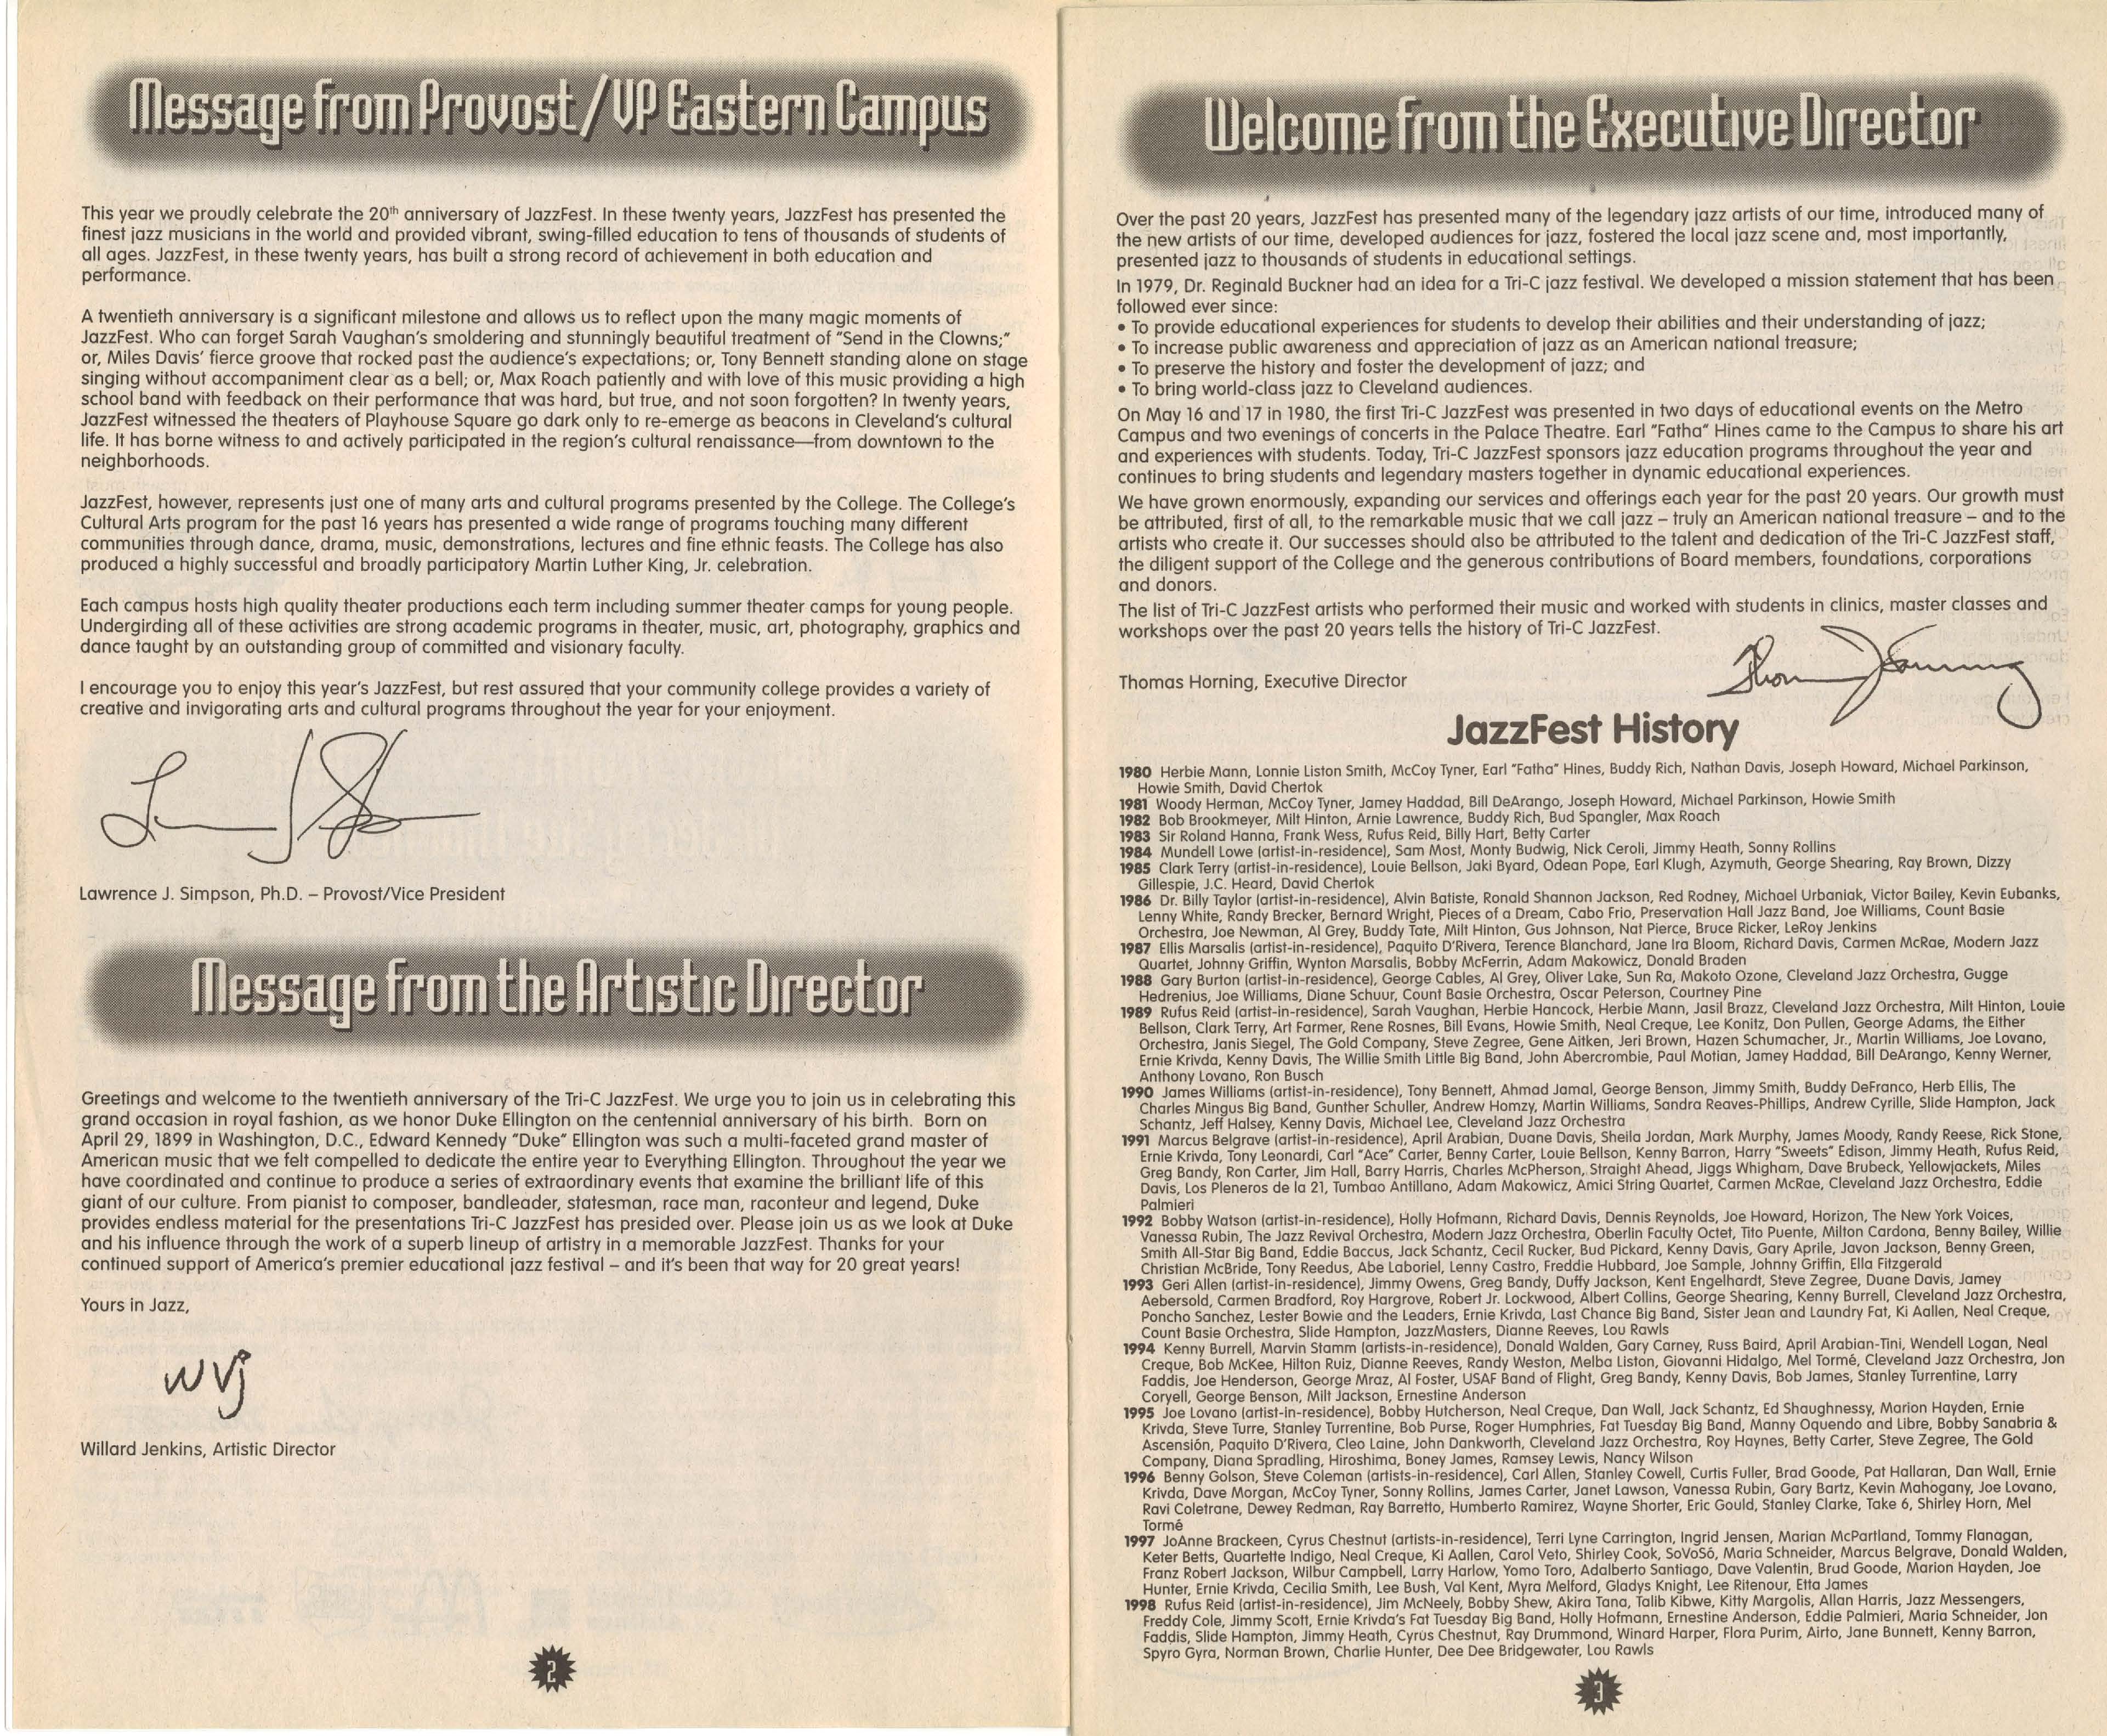 Message from Provost/VP Eastern Campus
This year we proudly celebrate the 20th anniversary of JazzFest. In these twenty years, JazzFest has presented the
finest jazz musicians in the world and provided vibrant, swing-filled education to tens of thousands of students of
all ages. JazzFest, in these twenty years, has built a strong record of achievement in both education and
performance.
A twentieth anniversary is a significant milestone and allows us to reflect upon the many magic moments of
JazzFest. Who can forget Sarah Vaughan's smoldering and stunningly beautiful treatment of "Send in the Clowns;"
or, Miles Davis' fierce groove that rocked past the audience's expectations; or, Tony Bennett standing alone on stage
singing without accompaniment clear as a bell; or, Max Roach patiently and with love of this music providing a high
school band with feedback on their performance that was hard, but true, and not soon forgotten? In twenty years,
JazzFest witnessed the theaters of Playhouse Square go dark only to re-emerge as beacons in Cleveland's cultural
life. It has borne witness to and actively participated in the region's cultural renaissance—from downtown to the
neighborhoods.
JazzFest, however, represents just one of many arts and cultural programs presented by the College. The College's
Cultural Arts program for the past 16 years has presented a wide range of programs touching many different
communities through dance, drama, music, demonstrations, lectures and fine ethnic feasts. The College has also
produced a highly successful and broadly participatory Martin Luther King, Jr. celebration.
Each campus hosts high quality theater productions each term including summer theater camps for young people.
Undergirding all of these activities are strong academic programs in theater, music, art, photography, graphics and
dance taught by an outstanding group of committed and visionary faculty.
I encourage you to enjoy this year's JazzFest, but rest assured that your community college provides a variety of
creative and invigorating arts and cultural programs throughout the year for your enjoyment.
Lawrence J. Simpson, Ph.D. – Provost/Vice President
Message from the Artistic Director
Greetings and welcome to the twentieth anniversary of the Tri-C JazzFest. We urge you to join us in celebrating this
grand occasion in royal fashion, as we honor Duke Ellington on the centennial anniversary of his birth. Born on
April 29, 1899 in Washington, D.C., Edward Kennedy "Duke" Ellington was such a multi-faceted grand master of
American music that we felt compelled to dedicate the entire year to Everything Ellington. Throughout the year we
have coordinated and continue to produce a series of extraordinary events that examine the brilliant life of this
giant of our culture. From pianist to composer, bandleader, statesman, race man, raconteur and legend, Duke
provides endless material for the presentations Tri-C JazzFest has presided over. Please join us as we look at Duke
and his influence through the work of a superb lineup of artistry in a memorable JazzFest. Thanks for your
continued support of America's premier educational jazz festival – and it's been that way for 20 great years!
Yours in Jazz,
WVJ
Willard Jenkins, Artistic Director
2
Welcome from the Executive Director
Over the past 20 years, JazzFest has presented many of the legendary jazz artists of our time, introduced many of
the new artists of our time, developed audiences for jazz, fostered the local jazz scene and, most importantly,
presented jazz to thousands of students in educational settings.
In 1979, Dr. Reginald Buckner had an idea for a Tri-C jazz festival. We developed a mission statement that has been
followed ever since:
• To provide educational experiences for students to develop their abilities and their understanding of jazz;
• To increase public awareness and appreciation of jazz as an American national treasure;
• To preserve the history and foster the development of jazz; and
• To bring world-class jazz to Cleveland audiences.
On May 16 and 17 in 1980, the first Tri-C JazzFest was presented in two days of educational events on the Metro
Campus and two evenings of concerts in the Palace Theatre. Earl "Fatha" Hines came to the Campus to share his art
and experiences with students. Today, Tri-C JazzFest sponsors jazz education programs throughout the year and
continues to bring students and legendary masters together in dynamic educational experiences.
We have grown enormously, expanding our services and offerings each year for the past 20 years. Our growth must
be attributed, first of all, to the remarkable music that we call jazz – truly an American national treasure – and to the
artists who create it. Our successes should also be attributed to the talent and dedication of the Tri-C JazzFest staff,
the diligent support of the College and the generous contributions of Board members, foundations, corporations
and donors.
The list of Tri-C JazzFest artists who performed their music and worked with students in clinics, master classes and
workshops over the past 20 years tells the history of Tri-C JazzFest.
Thomas Horning, Executive Director
JazzFest History
1980 Herbie Mann, Lonnie Liston Smith, McCoy Tyner, Earl "Fatha" Hines, Buddy Rich, Nathan Davis, Joseph Howard, Michael Parkinson,
Howie Smith, David Chertok
1981 Woody Herman, McCoy Tyner, Jamey Haddad, Bill DeArango, Joseph Howard, Michael Parkinson, Howie Smith
1982 Bob Brookmeyer, Milt Hinton, Arnie Lawrence, Buddy Rich, Bud Spangler, Max Roach
1983 Sir Roland Hanna, Frank Wess, Rufus Reid, Billy Hart, Betty Carter
1984 Mundell Lowe (artist-in-residence), Sam Most, Monty Budwig, Nick Ceroli, Jimmy Heath, Sonny Rollins
1985 Clark Terry (artist-in-residence), Louie Bellson, Jaki Byard, Odean Pope, Earl Klugh, Azymuth, George Shearing, Ray Brown, Dizzy
Gillespie, J.C. Heard, David Chertok
1986 Dr. Billy Taylor (artist-in-residence), Alvin Batiste, Ronald Shannon Jackson, Red Rodney, Michael Urbaniak, Victor Bailey, Kevin Eubanks,
Lenny White, Randy Brecker, Bernard Wright, Pieces of a Dream, Cabo Frio, Preservation Hall Jazz Band, Joe Williams, Count Basie
Orchestra, Joe Newman, Al Grey, Buddy Tate, Milt Hinton, Gus Johnson, Nat Pierce, Bruce Ricker, LeRoy Jenkins
1987 Ellis Marsalis (artist-in-residence), Paquito D'Rivera, Terence Blanchard, Jane Ira Bloom, Richard Davis, Carmen McRae, Modern Jazz
Quartet, Johnny Griffin, Wynton Marsalis, Bobby McFerrin, Adam Makowicz, Donald Braden
1988 Gary Burton (artist-in-residence), George Cables, Al Grey, Oliver Lake, Sun Ra, Makoto Ozone, Cleveland Jazz Orchestra, Gugge
Hedrenius, Joe Williams, Diane Schuur, Count Basie Orchestra, Oscar Peterson, Courtney Pine
1989 Rufus Reid (artist-in-residence), Sarah Vaughan, Herbie Hancock, Herbie Mann, Jasil Brazz, Cleveland Jazz Orchestra, Milt Hinton, Louie
Bellson, Clark Terry, Art Farmer, Rene Rosnes, Bill Evans, Howie Smith, Neal Creque, Lee Konitz, Don Pullen, George Adams, the Either
Orchestra, Janis Siegel, The Gold Company, Steve Zegree, Gene Aitken, Jeri Brown, Hazen Schumacher, Jr., Martin Williams, Joe Lovano,
Ernie Krivda, Kenny Davis, The Willie Smith Little Big Band, John Abercrombie, Paul Motian, Jamey Haddad, Bill DeArango, Kenny Werner,
Anthony Lovano, Ron Busch
1990 James Williams (artist-in-residence), Tony Bennett, Ahmad Jamal, George Benson, Jimmy Smith, Buddy DeFranco, Herb Ellis, The
Charles Mingus Big Band, Gunther Schuller, Andrew Homzy, Martin Williams, Sandra Reaves-Phillips, Andrew Cyrille, Slide Hampton, Jack
Schantz, Jeff Halsey, Kenny Davis, Michael Lee, Cleveland Jazz Orchestra
1991 Marcus Belgrave (artist-in-residence), April Arabian, Duane Davis, Sheila Jordan, Mark Murphy, James Moody, Randy Reese, Rick Stone,
Ernie Krivda, Tony Leonardi, Carl "Ace" Carter, Benny Carter, Louie Bellson, Kenny Barron, Harry "Sweets" Edison, Jimmy Heath, Rufus Reid,
Greg Bandy, Ron Carter, Jim Hall, Barry Harris, Charles McPherson, Straight Ahead, Jiggs Whigham, Dave Brubeck, Yellowjackets, Miles
Davis, Los Pleneros de la 21, Tumbao Antillano, Adam Makowicz, Amici String Quartet, Carmen McRae, Cleveland Jazz Orchestra, Eddie
Palmieri
1992 Bobby Watson (artist-in-residence), Holly Hofmann, Richard Davis, Dennis Reynolds, Joe Howard, Horizon, The New York Voices,
Vanessa Rubin, The Jazz Revival Orchestra, Modern Jazz Orchestra, Oberlin Faculty Octet, Tito Puente, Milton Cardona, Benny Bailey, Willie
Smith All-Star Big Band, Eddie Baccus, Jack Schantz, Cecil Rucker, Bud Pickard, Kenny Davis, Gary Aprile, Javon Jackson, Benny Green,
Christian McBride, Tony Reedus, Abe Laboriel, Lenny Castro, Freddie Hubbard, Joe Sample, Johnny Griffin, Ella Fitzgerald
1993 Geri Allen (artist-in-residence), Jimmy Owens, Greg Bandy, Duffy Jackson, Kent Engelhardt, Steve Zegree, Duane Davis, Jamey
Aebersold, Carmen Bradford, Roy Hargrove, Robert Jr. Lockwood, Albert Collins, George Shearing, Kenny Burrell, Cleveland Jazz Orchestra,
Poncho Sanchez, Lester Bowie and the Leaders, Ernie Krivda, Last Chance Big Band, Sister Jean and Laundry Fat, Ki Aallen, Neal Creque,
Count Basie Orchestra, Slide Hampton, JazzMasters, Dianne Reeves, Lou Rawls
1994 Kenny Burrell, Marvin Stamm (artists-in-residence), Donald Walden, Gary Carney, Russ Baird, April Arabian-Tini, Wendell Logan, Neal
Creque, Bob McKee, Hilton Ruiz, Dianne Reeves, Randy Weston, Melba Liston, Giovanni Hidalgo, Mel Tormé, Cleveland Jazz Orchestra, Jon
Faddis, Joe Henderson, George Mraz, Al Foster, USAF Band of Flight, Greg Bandy, Kenny Davis, Bob James, Stanley Turrentine, Larry
Coryell, George Benson, Milt Jackson, Ernestine Anderson
1995 Joe Lovano (artist-in-residence), Bobby Hutcherson, Neal Creque, Dan Wall, Jack Schantz, Ed Shaughnessy, Marion Hayden, Ernie
Krivda, Steve Turre, Stanley Turrentine, Bob Purse, Roger Humphries, Fat Tuesday Big Band, Manny Oquendo and Libre, Bobby Sanabria &
Ascensión, Paquito D'Rivera, Cleo Laine, John Dankworth, Cleveland Jazz Orchestra, Roy Haynes, Betty Carter, Steve Zegree, The Gold
Company, Diana Spradling, Hiroshima, Boney James, Ramsey Lewis, Nancy Wilson
1996 Benny Golson, Steve Coleman (artists-in-residence), Carl Allen, Stanley Cowell, Curtis Fuller, Brad Goode, Pat Hallaran, Dan Wall, Ernie
Krivda, Dave Morgan, McCoy Tyner, Sonny Rollins, James Carter, Janet Lawson, Vanessa Rubin, Gary Bartz, Kevin Mahogany, Joe Lovano,
Ravi Coletrane, Dewey Redman, Ray Barretto, Humberto Ramirez, Wayne Shorter, Eric Gould, Stanley Clarke, Take 6, Shirley Horn, Mel
Tormé
1997 JoAnne Brackeen, Cyrus Chestnut (artists-in-residence), Terri Lyne Carrington, Ingrid Jensen, Marian McPartland, Tommy Flanagan,
Keter Betts, Quartette Indigo, Neal Creque, Ki Aallen, Carol Veto, Shirley Cook, SoVoSó, Maria Schneider, Marcus Belgrave, Donald Walden,
Franz Robert Jackson, Wilbur Campbell, Larry Harlow, Yomo Toro, Adalberto Santiago, Dave Valentin, Brud Goode, Marion Hayden, Joe
Hunter, Ernie Krivda, Cecilia Smith, Lee Bush, Val Kent, Myra Melford, Gladys Knight, Lee Ritenour, Etta James
1998 Rufus Reid (artist-in-residence), Jim McNeely, Bobby Shew, Akira Tana, Talib Kibwe, Kitty Margolis, Allan Harris, Jazz Messengers,
Freddy Cole, Jimmy Scott, Ernie Krivda's Fat Tuesday Big Band, Holly Hofmann, Ernestine Anderson, Eddie Palmieri, Maria Schneider, Jon
Faddis, Slide Hampton, Jimmy Heath, Cyrus Chestnut, Ray Drummond, Winard Harper, Flora Purim, Airto, Jane Bunnett, Kenny Barron,
Spyro Gyra, Norman Brown, Charlie Hunter, Dee Dee Bridgewater, Lou Rawls
3